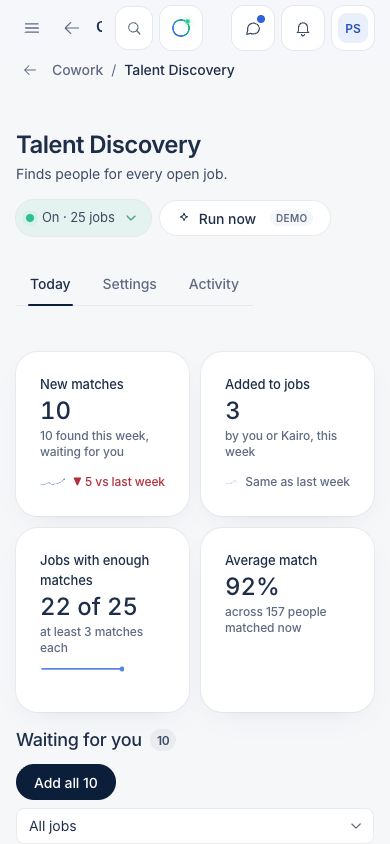 PS
Cowork / Talent Discovery
Talent Discovery
Finds people for every open job.
On · 25 jobs
Run now DEMO
Today Settings Activity
New matches
10
10 found this week,
waiting for you
▼ 5 vs last week
Added to jobs
3
by you or Kairo, this
week
Same as last week
Jobs with enough
matches
22 of 25
at least 3 matches
each
Average match
92%
across 157 people
matched now
Waiting for you 10
Add all 10
All jobs